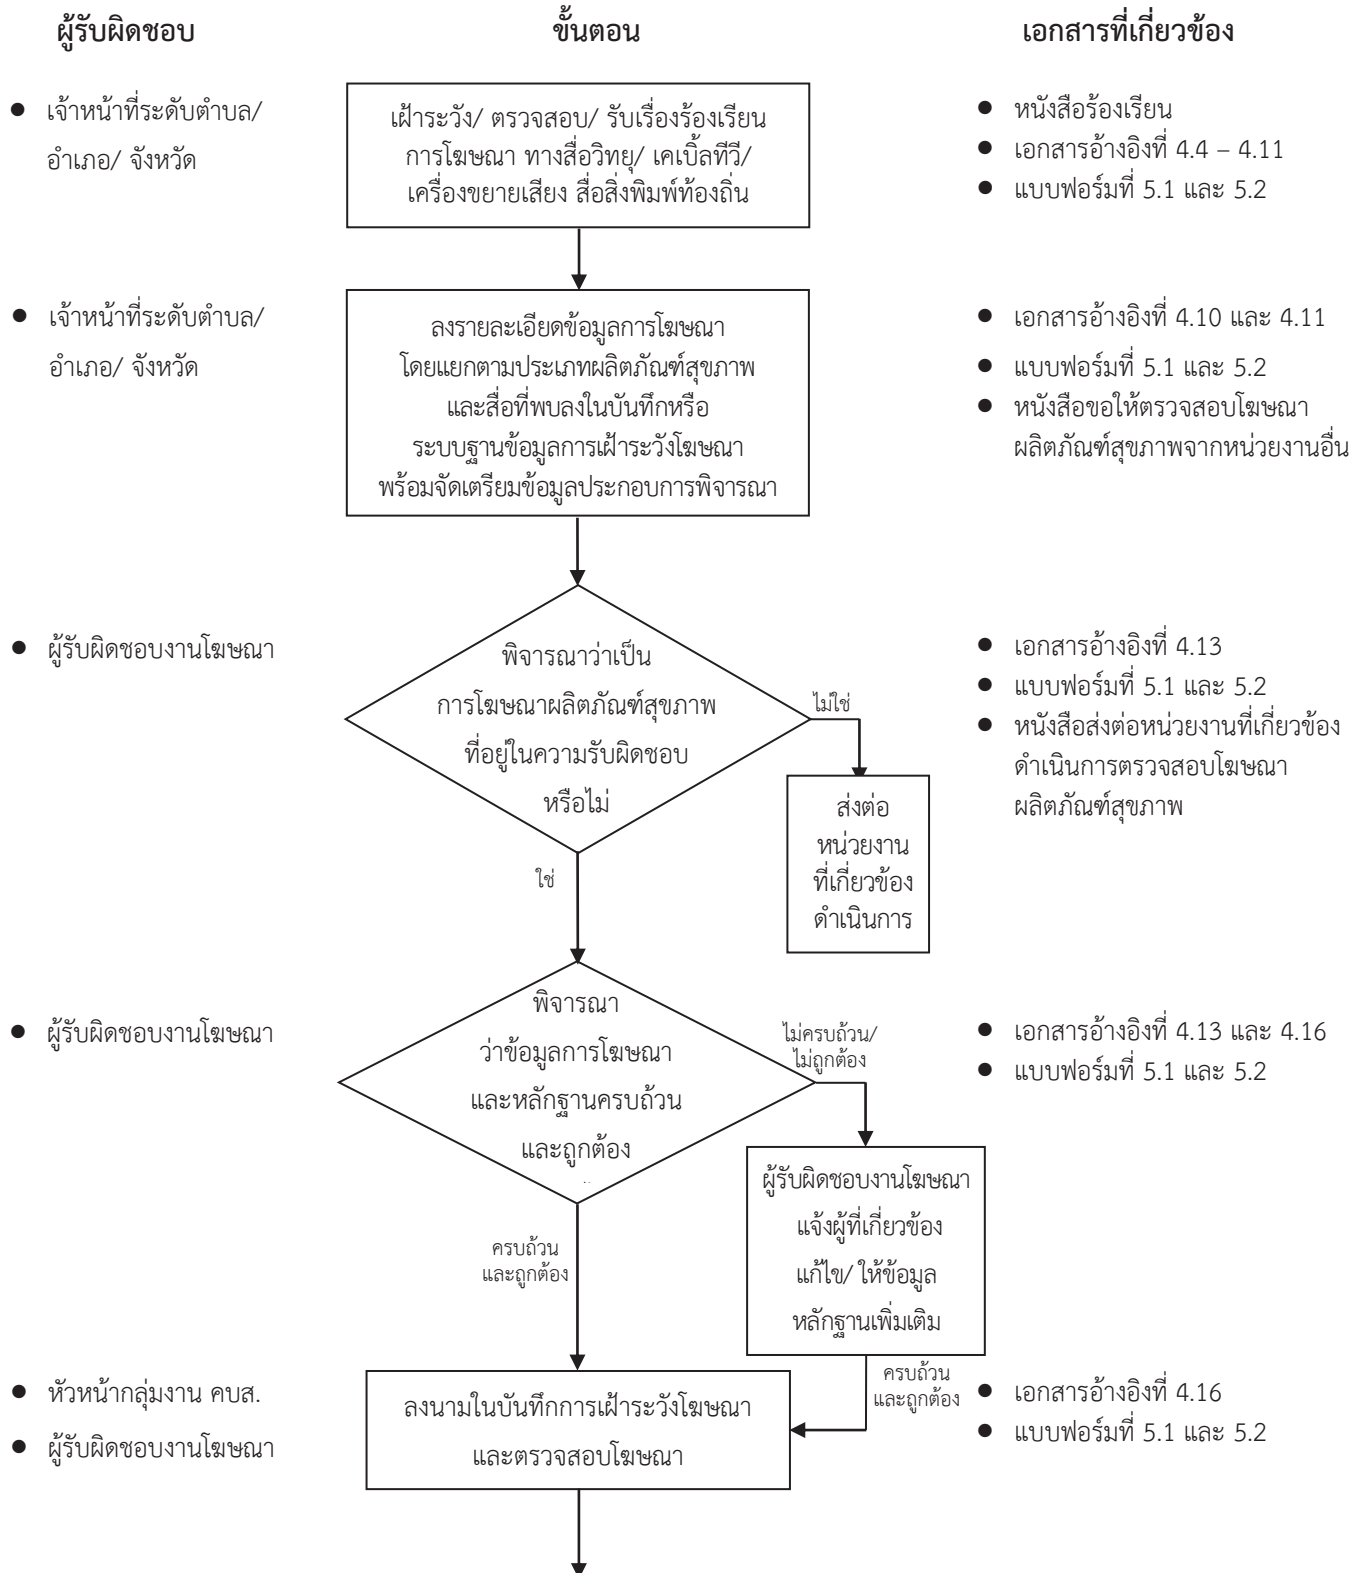 ผู้รับผิดชอบ
ขั้นตอน
เอกสารที่เกี่ยวข้อง
● เจ้าหน้าที่ระดับตำบล/
อำเภอ/ จังหวัด
เฝ้าระวัง/ ตรวจสอบ/ รับเรื่องร้องเรียน
การโฆษณา ทางสื่อวิทยุ/ เคเบิ้ลทีวี/
เครื่องขยายเสียง สื่อสิ่งพิมพ์ท้องถิ่น
● หนังสือร้องเรียน
● เอกสารอ้างอิงที่ 4.4 – 4.11
● แบบฟอร์มที่ 5.1 และ 5.2
● เจ้าหน้าที่ระดับตำบล/
อำเภอ/ จังหวัด
ลงรายละเอียดข้อมูลการโฆษณา
โดยแยกตามประเภทผลิตภัณฑ์สุขภาพ
และสื่อที่พบลงในบันทึกหรือ
ระบบฐานข้อมูลการเฝ้าระวังโฆษณา
พร้อมจัดเตรียมข้อมูลประกอบการพิจารณา
● เอกสารอ้างอิงที่ 4.10 และ 4.11
● แบบฟอร์มที่ 5.1 และ 5.2
● หนังสือขอให้ตรวจสอบโฆษณา
ผลิตภัณฑ์สุขภาพจากหน่วยงานอื่น
● ผู้รับผิดชอบงานโฆษณา
พิจารณาว่าเป็น
การโฆษณาผลิตภัณฑ์สุขภาพ
ที่อยู่ในความรับผิดชอบ
หรือไม่
ไม่ใช่
ส่งต่อ
หน่วยงาน
ที่เกี่ยวข้อง
ดำเนินการ
ใช่
● เอกสารอ้างอิงที่ 4.13
● แบบฟอร์มที่ 5.1 และ 5.2
● หนังสือส่งต่อหน่วยงานที่เกี่ยวข้อง
ดำเนินการตรวจสอบโฆษณา
ผลิตภัณฑ์สุขภาพ
● ผู้รับผิดชอบงานโฆษณา
พิจารณา
ว่าข้อมูลการโฆษณา
และหลักฐานครบถ้วน
และถูกต้อง
ไม่ครบถ้วน/
ไม่ถูกต้อง
ผู้รับผิดชอบงานโฆษณา
แจ้งผู้ที่เกี่ยวข้อง
แก้ไข/ ให้ข้อมูล
หลักฐานเพิ่มเติม
ครบถ้วน
และถูกต้อง
● เอกสารอ้างอิงที่ 4.13 และ 4.16
● แบบฟอร์มที่ 5.1 และ 5.2
● หัวหน้ากลุ่มงาน คบส.
● ผู้รับผิดชอบงานโฆษณา
ลงนามในบันทึกการเฝ้าระวังโฆษณา
และตรวจสอบโฆษณา
ครบถ้วน
และถูกต้อง
● เอกสารอ้างอิงที่ 4.16
● แบบฟอร์มที่ 5.1 และ 5.2